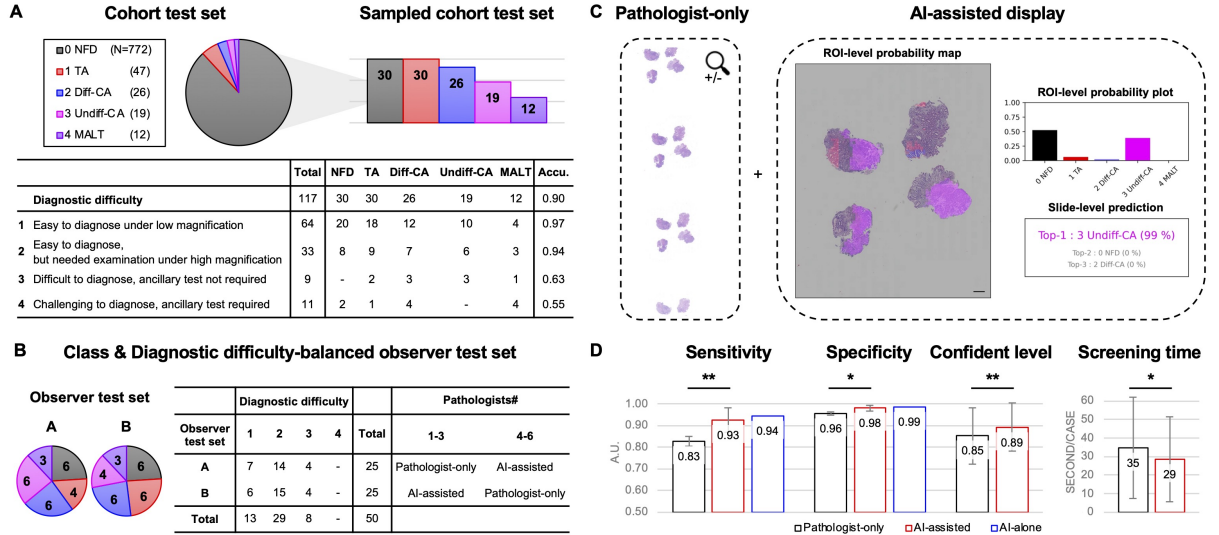 A
Cohort test set
Sampled cohort test set
0 NFD (N=772)
1 TA (47)
2 Diff-CA (26)
3 Undiff-CA (19)
4 MALT (12)
30 30 26 19 12
Total NFD TA Diff-CA Undiff-CA MALT Accu.
Diagnostic difficulty 117 30 30 26 19 12 0.90
1 Easy to diagnose under low magnification 64 20 18 12 10 4 0.97
2 Easy to diagnose,
but needed examination under high magnification 33 8 9 7 6 3 0.94
3 Difficult to diagnose, ancillary test not required 9 - 2 3 3 1 0.63
4 Challenging to diagnose, ancillary test required 11 2 1 4 - 4 0.55
B Class & Diagnostic difficulty-balanced observer test set
Observer test set
A B
3 6 4 6 6
3 6 6 6 4
Diagnostic difficulty Pathologists#
Observer
test set 1 2 3 4 Total 1-3 4-6
A 7 14 4 - 25 Pathologist-only AI-assisted
B 6 15 4 - 25 AI-assisted Pathologist-only
Total 13 29 8 - 50
C Pathologist-only AI-assisted display
+/-
+
ROI-level probability map
ROI-level probability plot
1.00
0.75
0.50
0.25
0.00
0 NFD
1 TA
2 Diff-CA
3 Undiff-CA
4 MALT
Slide-level prediction
Top-1 : 3 Undiff-CA (99 %)
Top-2 : 0 NFD (0 %)
Top-3 : 2 Diff-CA (0 %)
D Sensitivity Specificity Confident level Screening time
** * ** *
A.U.
1.00
0.90
0.80
0.70
0.60
0.50
0.83 0.93 0.94
0.96 0.98 0.99
0.85 0.89
SECOND/CASE
60
50
40
30
20
10
0
35 29
Pathologist-only AI-assisted AI-alone